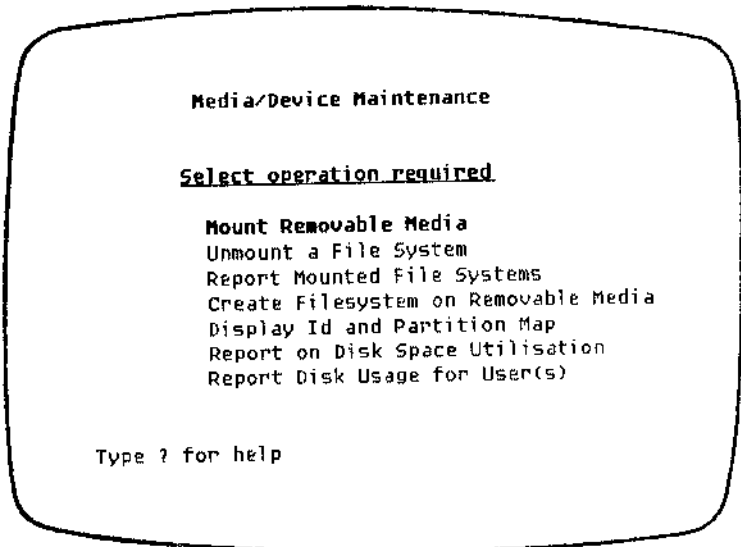 Media/Device Maintenance
Select operation required
Mount Removable Media
Unmount a File System
Report Mounted File Systems
Create Filesystem on Removable Media
Display Id and Partition Map
Report on Disk Space Utilisation
Report Disk Usage for User(s)
Type ? for help